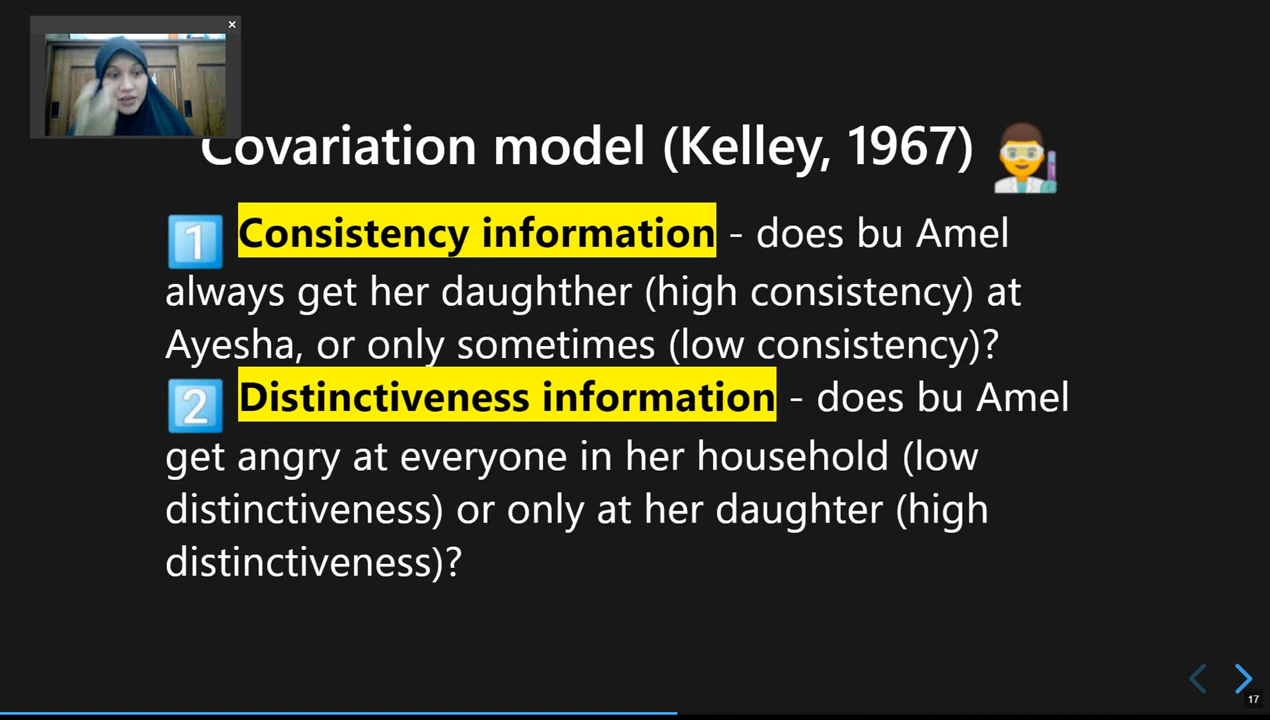 Covariation model (Kelley, 1967)
1 Consistency information - does bu Amel
always get her daughther (high consistency) at
Ayesha, or only sometimes (low consistency)?
2 Distinctiveness information - does bu Amel
get angry at everyone in her household (low
distinctiveness) or only at her daughter (high
distinctiveness)?
17